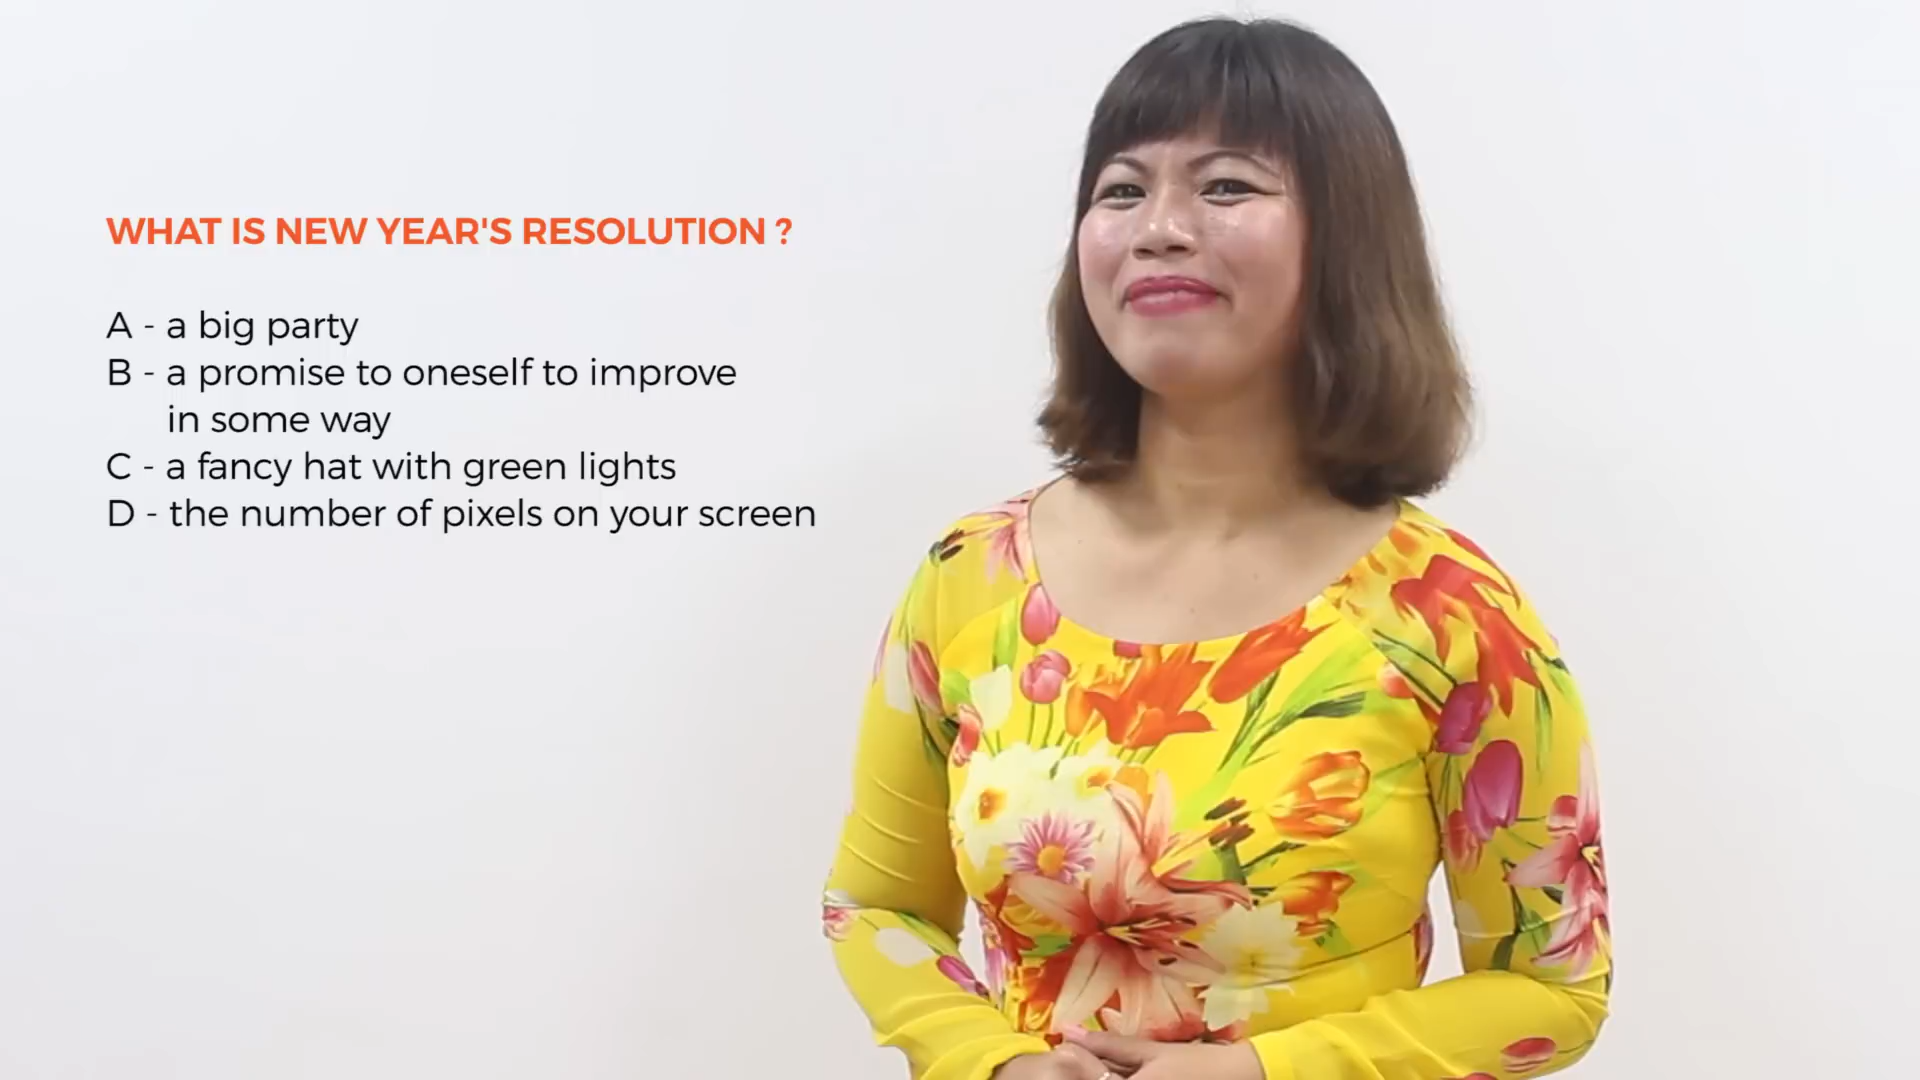 WHAT IS NEW YEAR'S RESOLUTION ?
A - a big party
B - a promise to oneself to improve
in some way
C - a fancy hat with green lights
D - the number of pixels on your screen